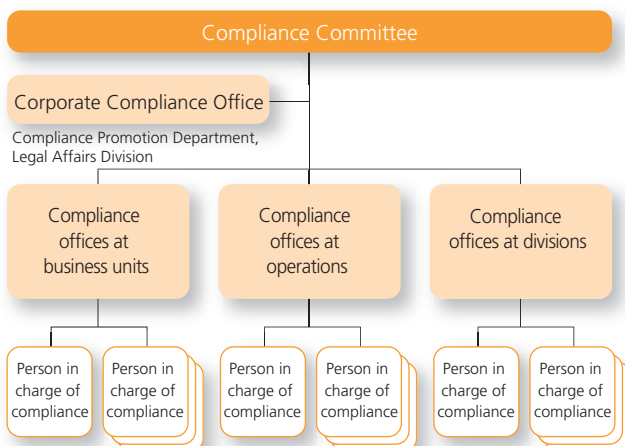 Compliance Committee
Corporate Compliance Office
Compliance Promotion Department,
Legal Affairs Division
Compliance
offices at
business units
Compliance
offices at
operations
Compliance
offices at divisions
Person in
charge of
compliance
Person in
charge of
compliance
Person in
charge of
compliance
Person in
charge of
compliance
Person in
charge of
compliance
Person in
charge of
compliance